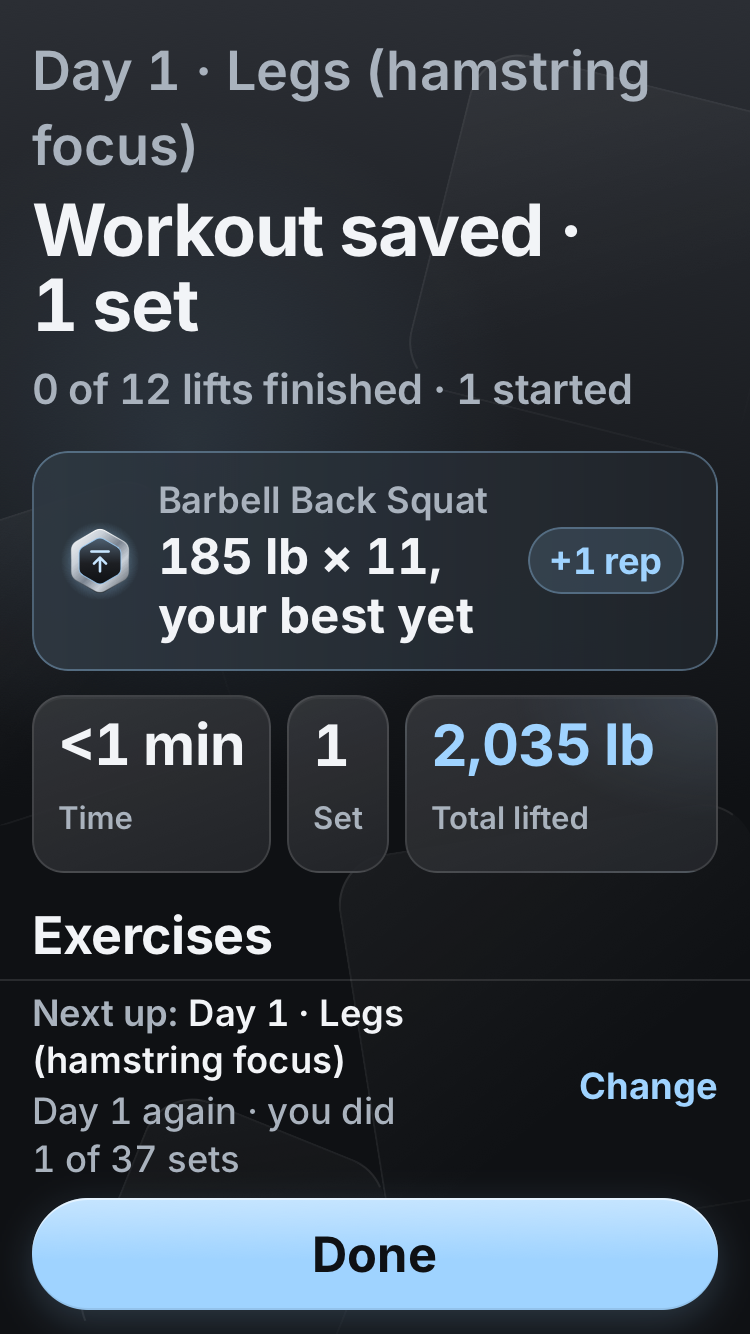 Day 1 · Legs (hamstring
focus)
Workout saved ·
1 set
0 of 12 lifts finished · 1 started
Barbell Back Squat
185 lb × 11,
your best yet
+1 rep
<1 min
Time
1
Set
2,035 lb
Total lifted
Exercises
Next up: Day 1 · Legs
(hamstring focus)
Day 1 again · you did
1 of 37 sets
Change
Done